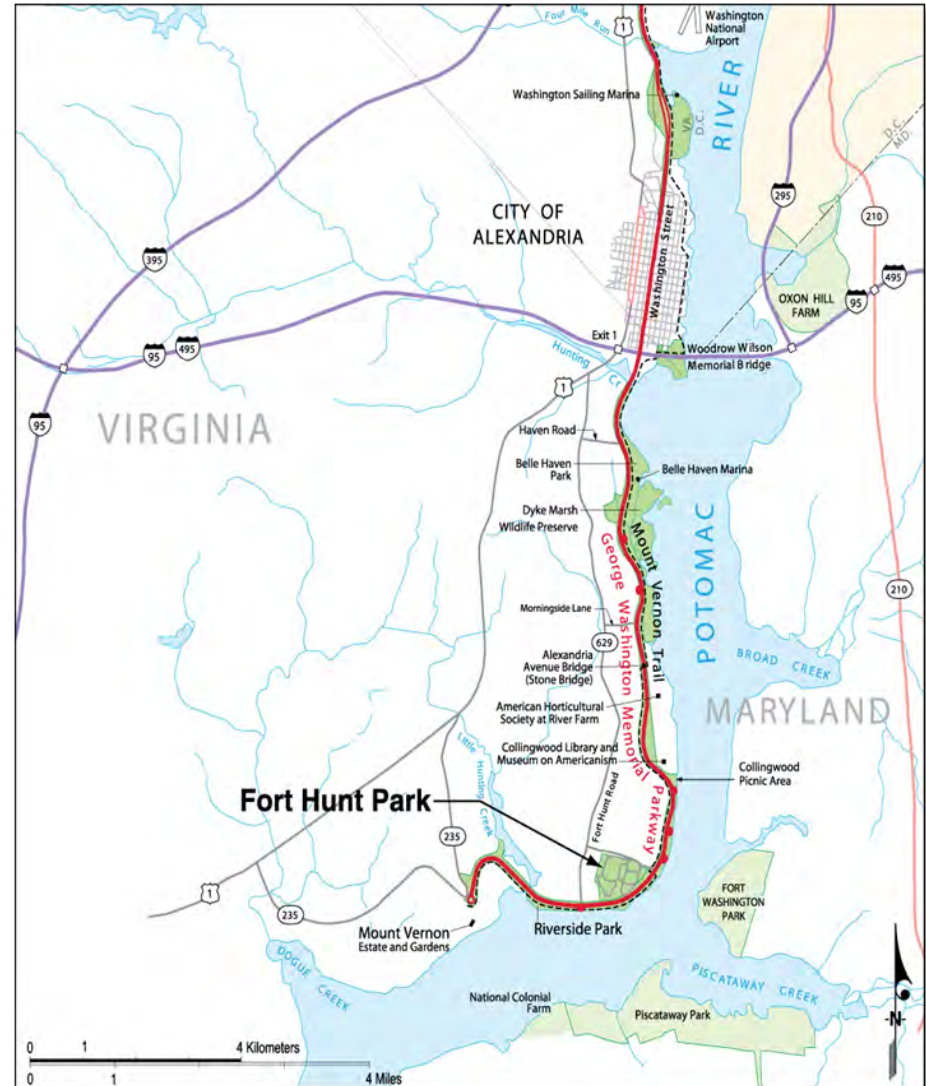 Four Mile Run
1
Washington
National
Airport
Washington Sailing Marina
RIVER
VA.
D.C.
D.C.
MD.
CITY OF
ALEXANDRIA
Washington Street
295
210
395
495
95
OXON HILL
FARM
Exit 1
Woodrow Wilson
Memorial Bridge
Hunting Cr.
95
495
1
95
VIRGINIA
Haven Road
Belle Haven
Park
Belle Haven Marina
Dyke Marsh
Wildlife Preserve
Mount Vernon Trail
George Washington Memorial Parkway
POTOMAC
210
Morningside Lane
629
BROAD CREEK
Alexandria
Avenue Bridge
(Stone Bridge)
American Horticultural
Society at River Farm
MARYLAND
Collingwood Library and
Museum on Americanism
Collingwood
Picnic Area
Little Hunting Creek
Fort Hunt Park
Fort Hunt Road
235
1
235
FORT
WASHINGTON
PARK
Mount Vernon
Estate and Gardens
Riverside Park
DOGUE CREEK
PISCATAWAY CREEK
National Colonial
Farm
Piscataway Park
-N-
0 1 4 Kilometers
0 1 4 Miles